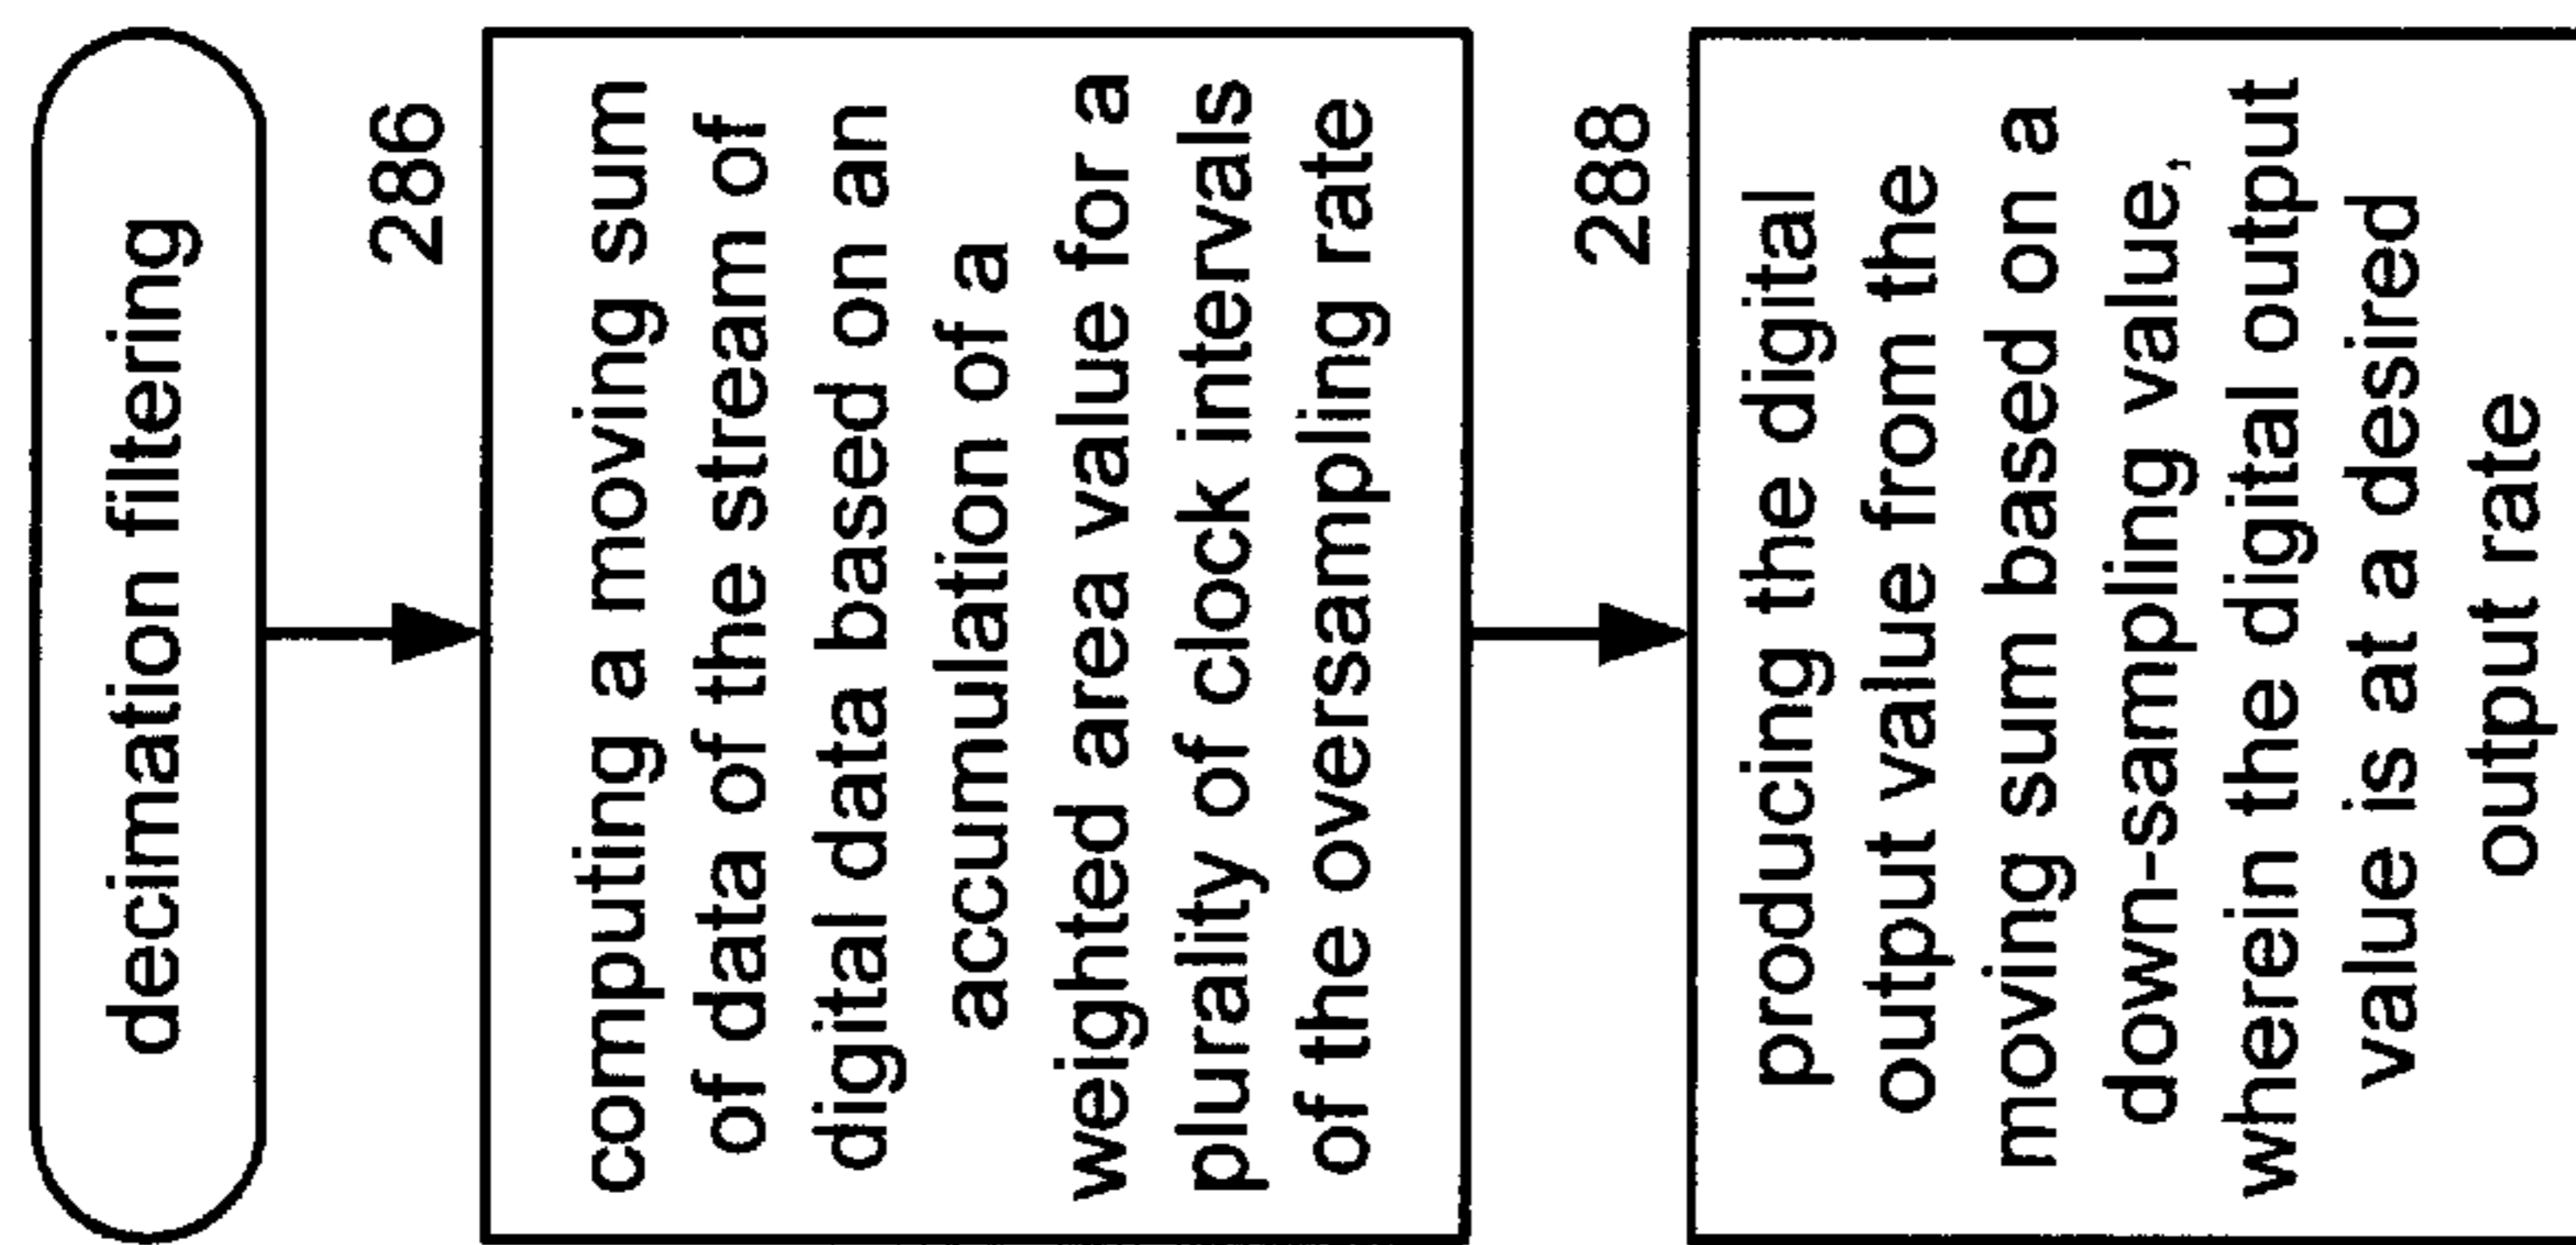 decimation filtering
286
computing a moving sum
of data of the stream of
digital data based on an
accumulation of a
weighted area value for a
plurality of clock intervals
of the oversampling rate
288
producing the digital
output value from the
moving sum based on a
down-sampling value,
wherein the digital output
value is at a desired
output rate